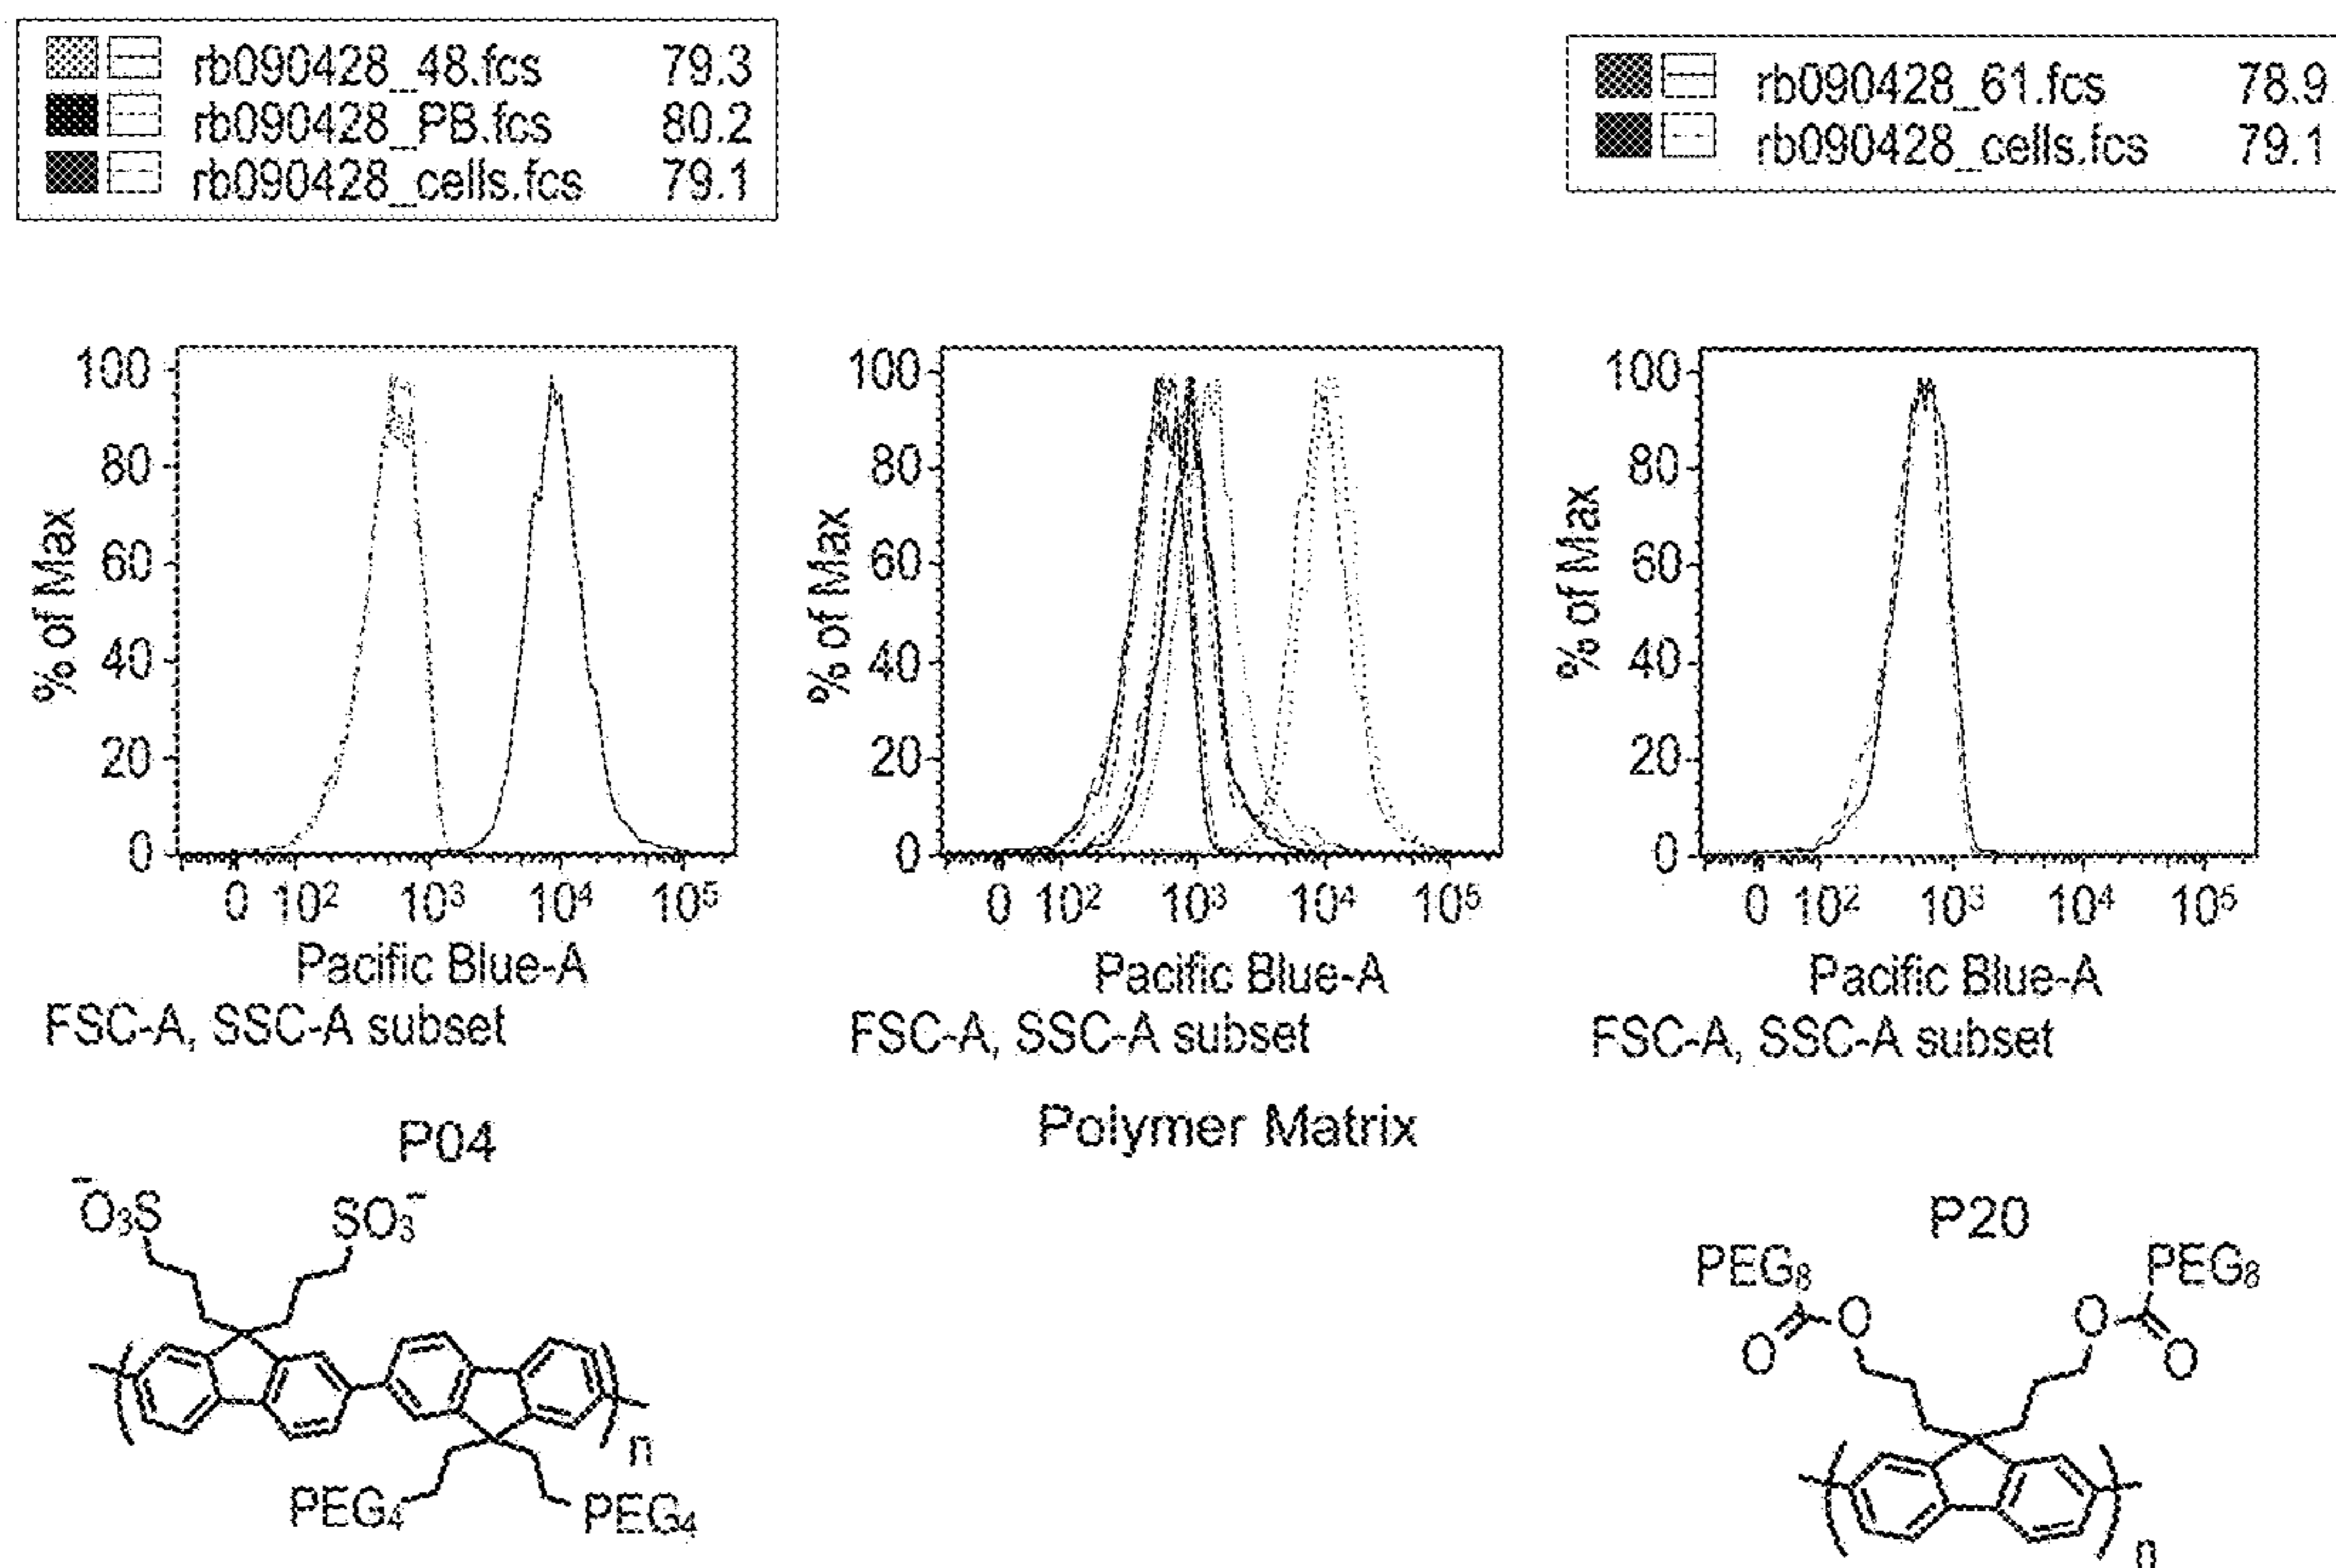 rb090428_48.fcs 79.3
rb090428_PB.fcs 80.2
rb090428_cells.fcs 79.1
rb090428_61.fcs 78.9
rb090428_cells.fcs 79.1
% of Max
100
80
60
40
20
0
0 10² 10³ 10⁴ 10⁵
Pacific Blue-A
FSC-A, SSC-A subset
% of Max
100
80
60
40
20
0
0 10² 10³ 10⁴ 10⁵
Pacific Blue-A
FSC-A, SSC-A subset
% of Max
100
80
60
40
20
0
0 10² 10³ 10⁴ 10⁵
Pacific Blue-A
FSC-A, SSC-A subset
P04
⁻O₃S SO₃⁻
n
PEG₄ PEG₄
Polymer Matrix
P20
PEG₈ PEG₈
O O
O O
n